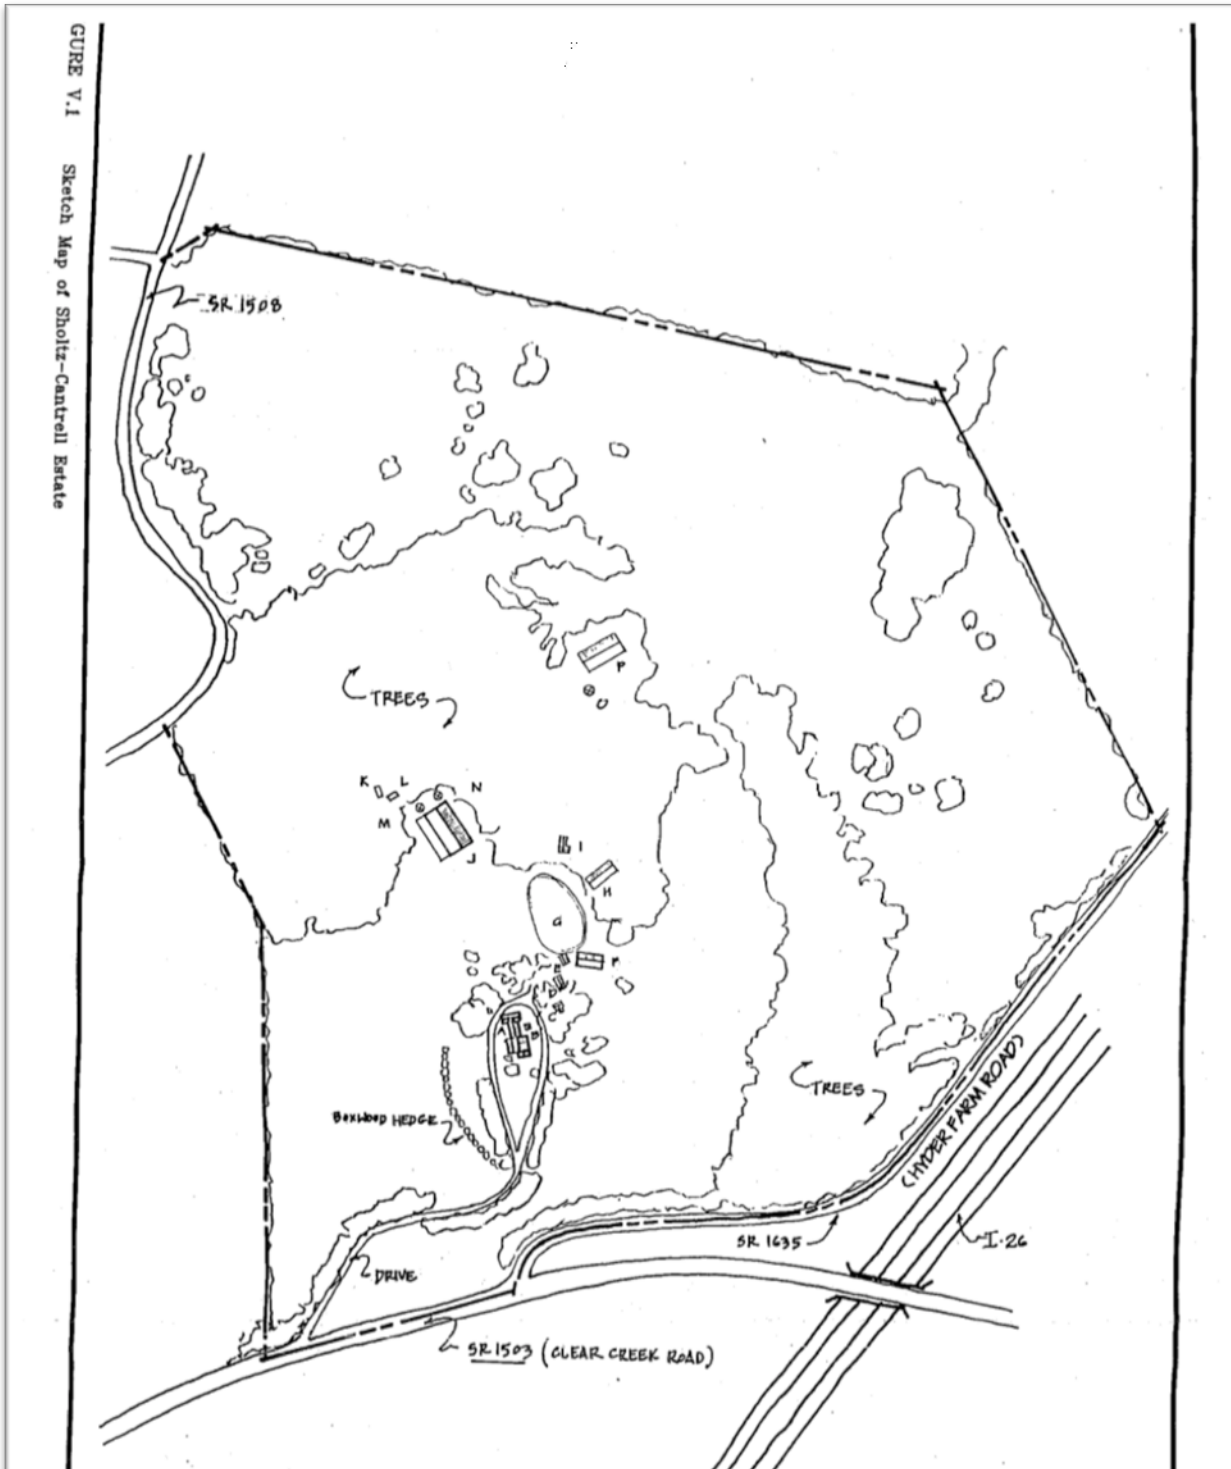 GURE V.1 Sketch Map of Sholtz-Cantrell Estate
SR 1508
TREES
P
K
L
N
M
J
I
H
G
F
E
D
C
A
B
G
BOXWOOD HEDGE
TREES
(HYDER FARM ROAD)
SR 1635
I-26
DRIVE
SR 1503 (CLEAR CREEK ROAD)